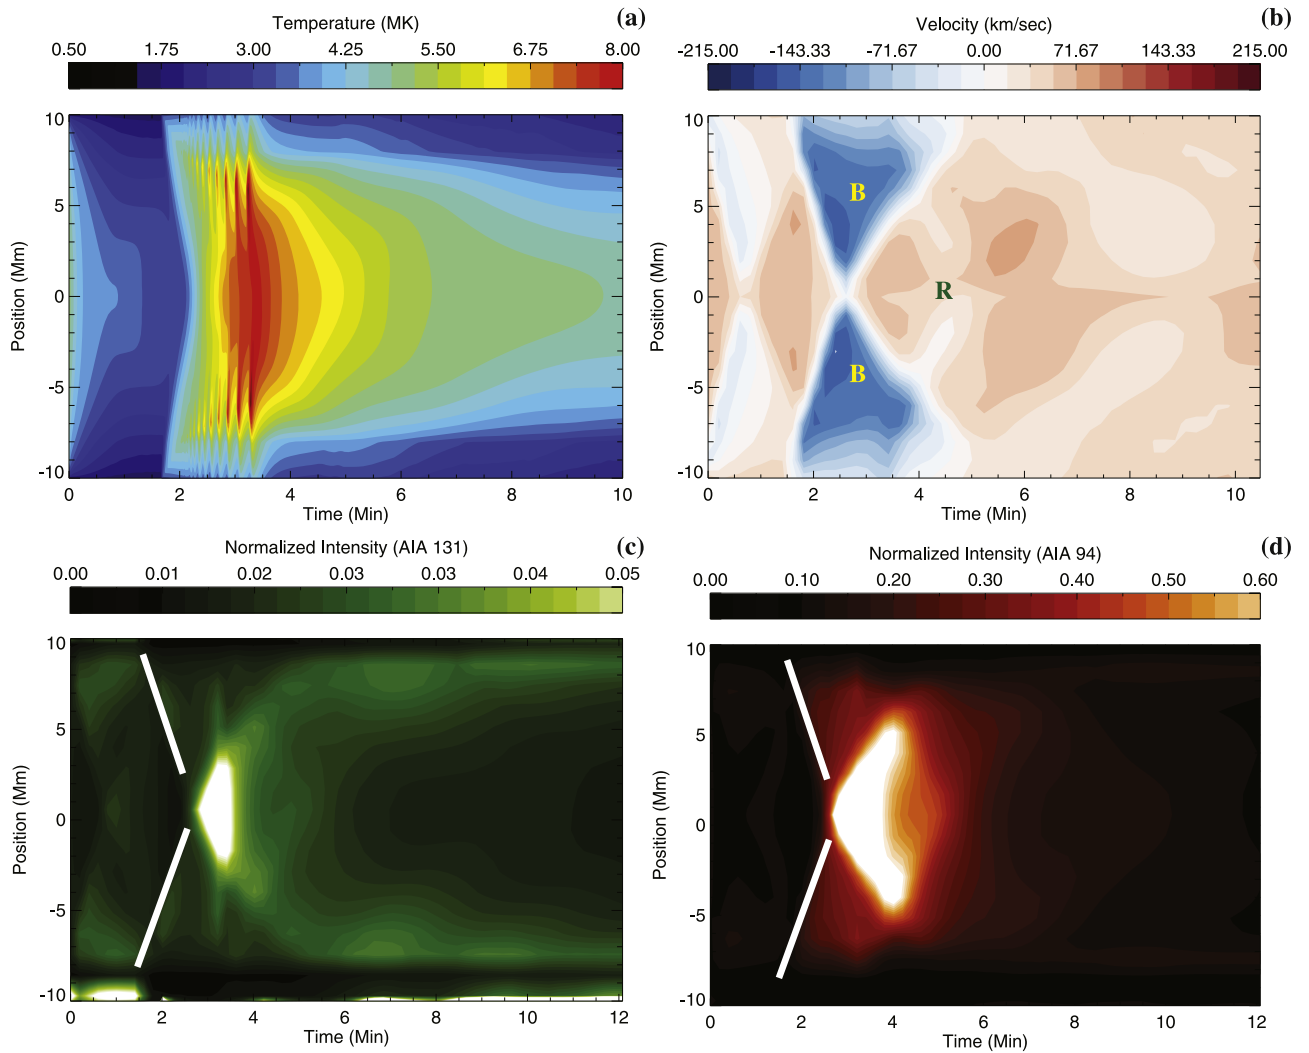 Temperature (MK) (a)
0.50 1.75 3.00 4.25 5.50 6.75 8.00
10
5
0
-5
-10
Position (Mm)
0 2 4 6 8 10
Time (Min)
Velocity (km/sec) (b)
-215.00 -143.33 -71.67 0.00 71.67 143.33 215.00
10
5
0
-5
-10
Position (Mm)
B
R
B
0 2 4 6 8 10
Time (Min)
Normalized Intensity (AIA 131) (c)
0.00 0.01 0.02 0.03 0.03 0.04 0.05
10
5
0
-5
-10
Position (Mm)
0 2 4 6 8 10 12
Time (Min)
Normalized Intensity (AIA 94) (d)
0.00 0.10 0.20 0.30 0.40 0.50 0.60
10
5
0
-5
-10
Position (Mm)
0 2 4 6 8 10 12
Time (Min)